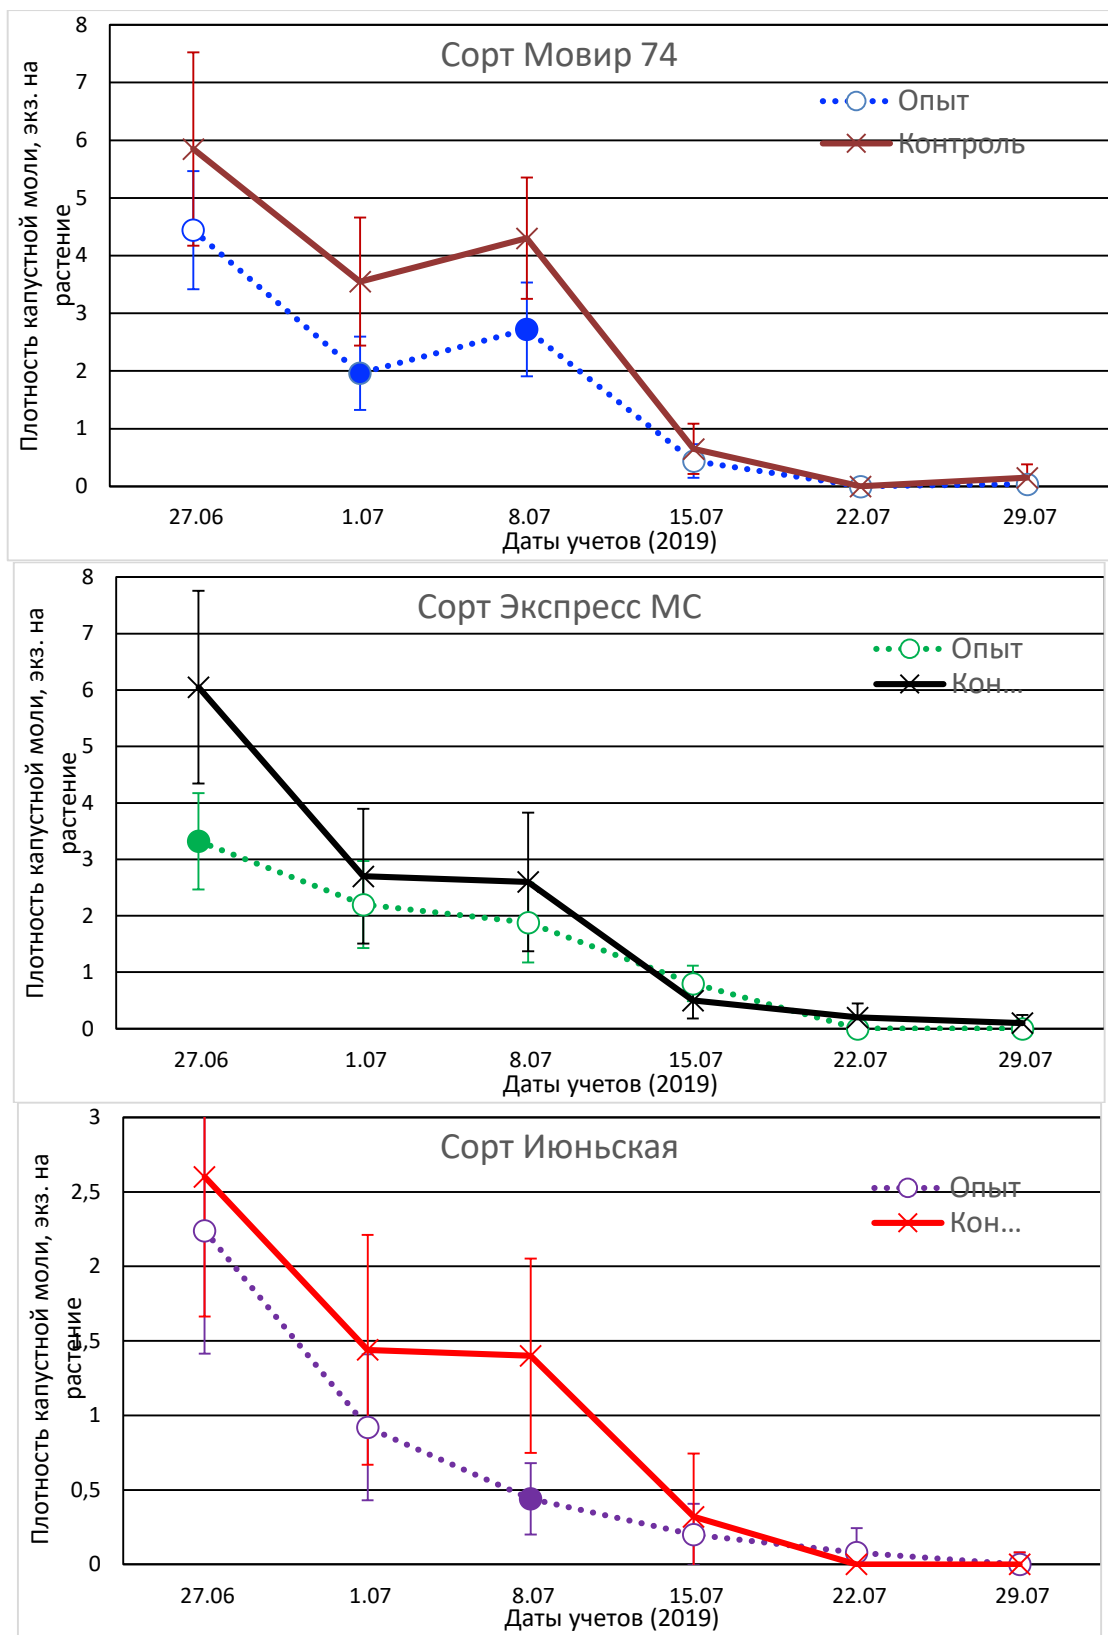 Сорт Мовир 74
Опыт
Контроль
Плотность капустной моли, экз. на
растение
8
7
6
5
4
3
2
1
0
27.06 1.07 8.07 15.07 22.07 29.07
Даты учетов (2019)
Сорт Экспресс МС
Опыт
Кон...
Плотность капустной моли, экз. на
растение
8
7
6
5
4
3
2
1
0
27.06 1.07 8.07 15.07 22.07 29.07
Даты учетов (2019)
Сорт Июньская
Опыт
Кон...
Плотность капустной моли, экз. на
растение
3
2,5
2
1,5
1
0,5
0
27.06 1.07 8.07 15.07 22.07 29.07
Даты учетов (2019)